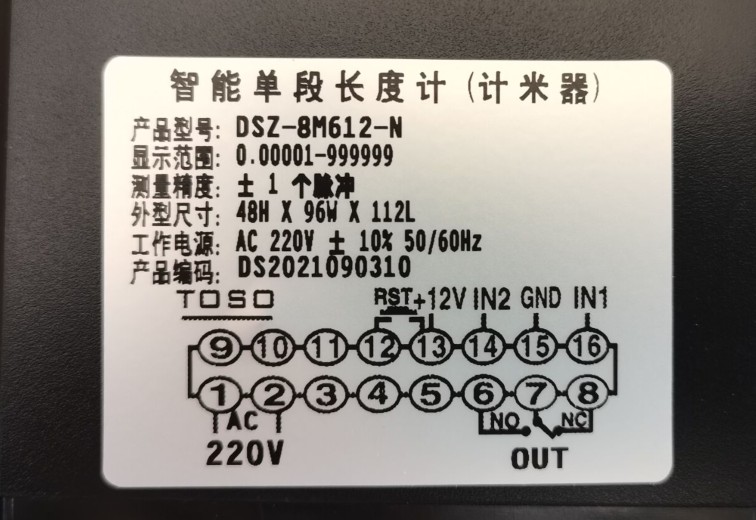 智能单段长度计(计米器)
产品型号: DSZ-8M612-N
显示范围: 0.00001-999999
测量精度: ± 1 个脉冲
外型尺寸: 48H X 96W X 112L
工作电源: AC 220V ± 10% 50/60Hz
产品编码: DS2021090310
TOSO RST +12V IN2 GND IN1
9 10 11 12 13 14 15 16
1 2 3 4 5 6 7 8
AC NO NC
220V OUT